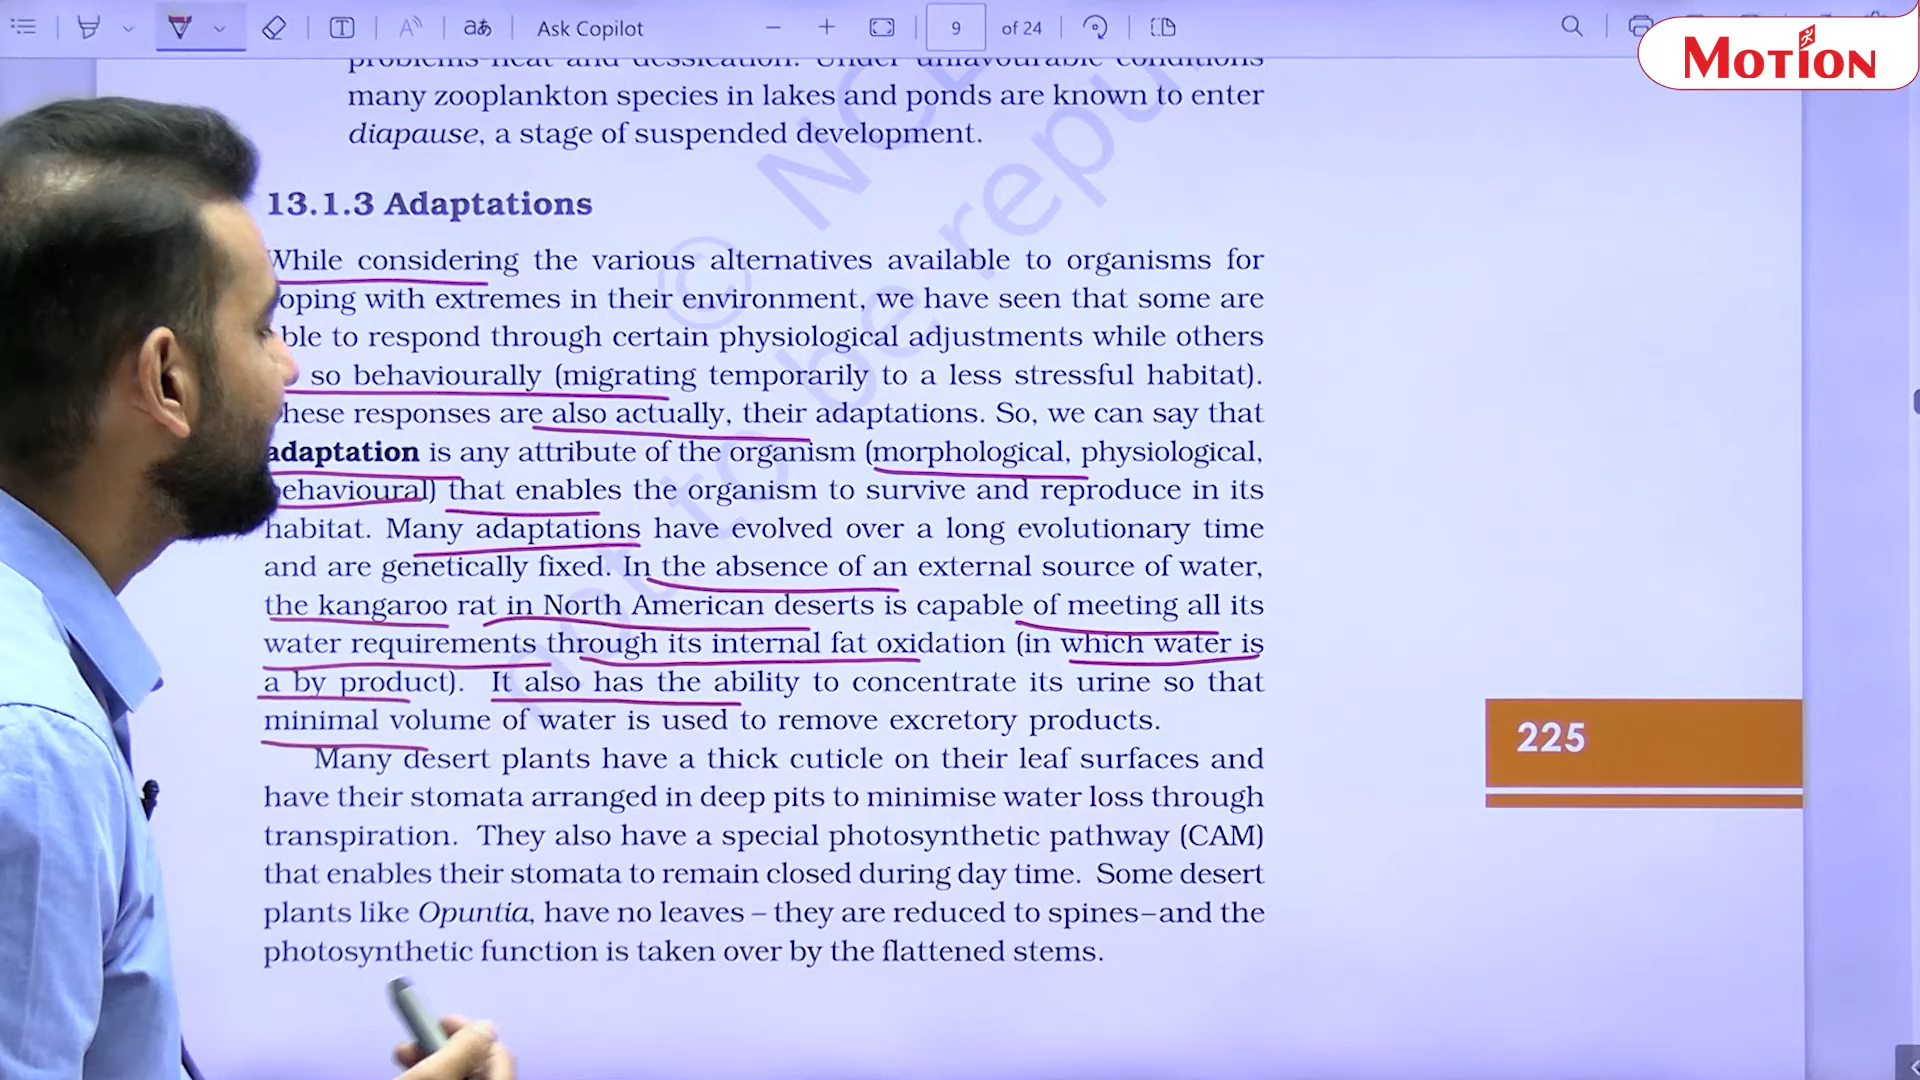 Ask Copilot
9 of 24
MOTION
problems-heat and dessication. Under unfavourable conditions
many zooplankton species in lakes and ponds are known to enter
diapause, a stage of suspended development.
13.1.3 Adaptations
While considering the various alternatives available to organisms for
oping with extremes in their environment, we have seen that some are
ble to respond through certain physiological adjustments while others
so behaviourally (migrating temporarily to a less stressful habitat).
hese responses are also actually, their adaptations. So, we can say that
adaptation is any attribute of the organism (morphological, physiological,
ehavioural) that enables the organism to survive and reproduce in its
habitat. Many adaptations have evolved over a long evolutionary time
and are genetically fixed. In the absence of an external source of water,
the kangaroo rat in North American deserts is capable of meeting all its
water requirements through its internal fat oxidation (in which water is
a by product). It also has the ability to concentrate its urine so that
minimal volume of water is used to remove excretory products.
225
Many desert plants have a thick cuticle on their leaf surfaces and
have their stomata arranged in deep pits to minimise water loss through
transpiration. They also have a special photosynthetic pathway (CAM)
that enables their stomata to remain closed during day time. Some desert
plants like Opuntia, have no leaves – they are reduced to spines–and the
photosynthetic function is taken over by the flattened stems.
© NCE
not to be repu